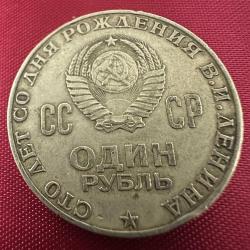 СТО ЛЕТ СО ДНЯ РОЖДЕНИЯ В.И.ЛЕНИНА
СС СР
ОДИН
РУБЛЬ